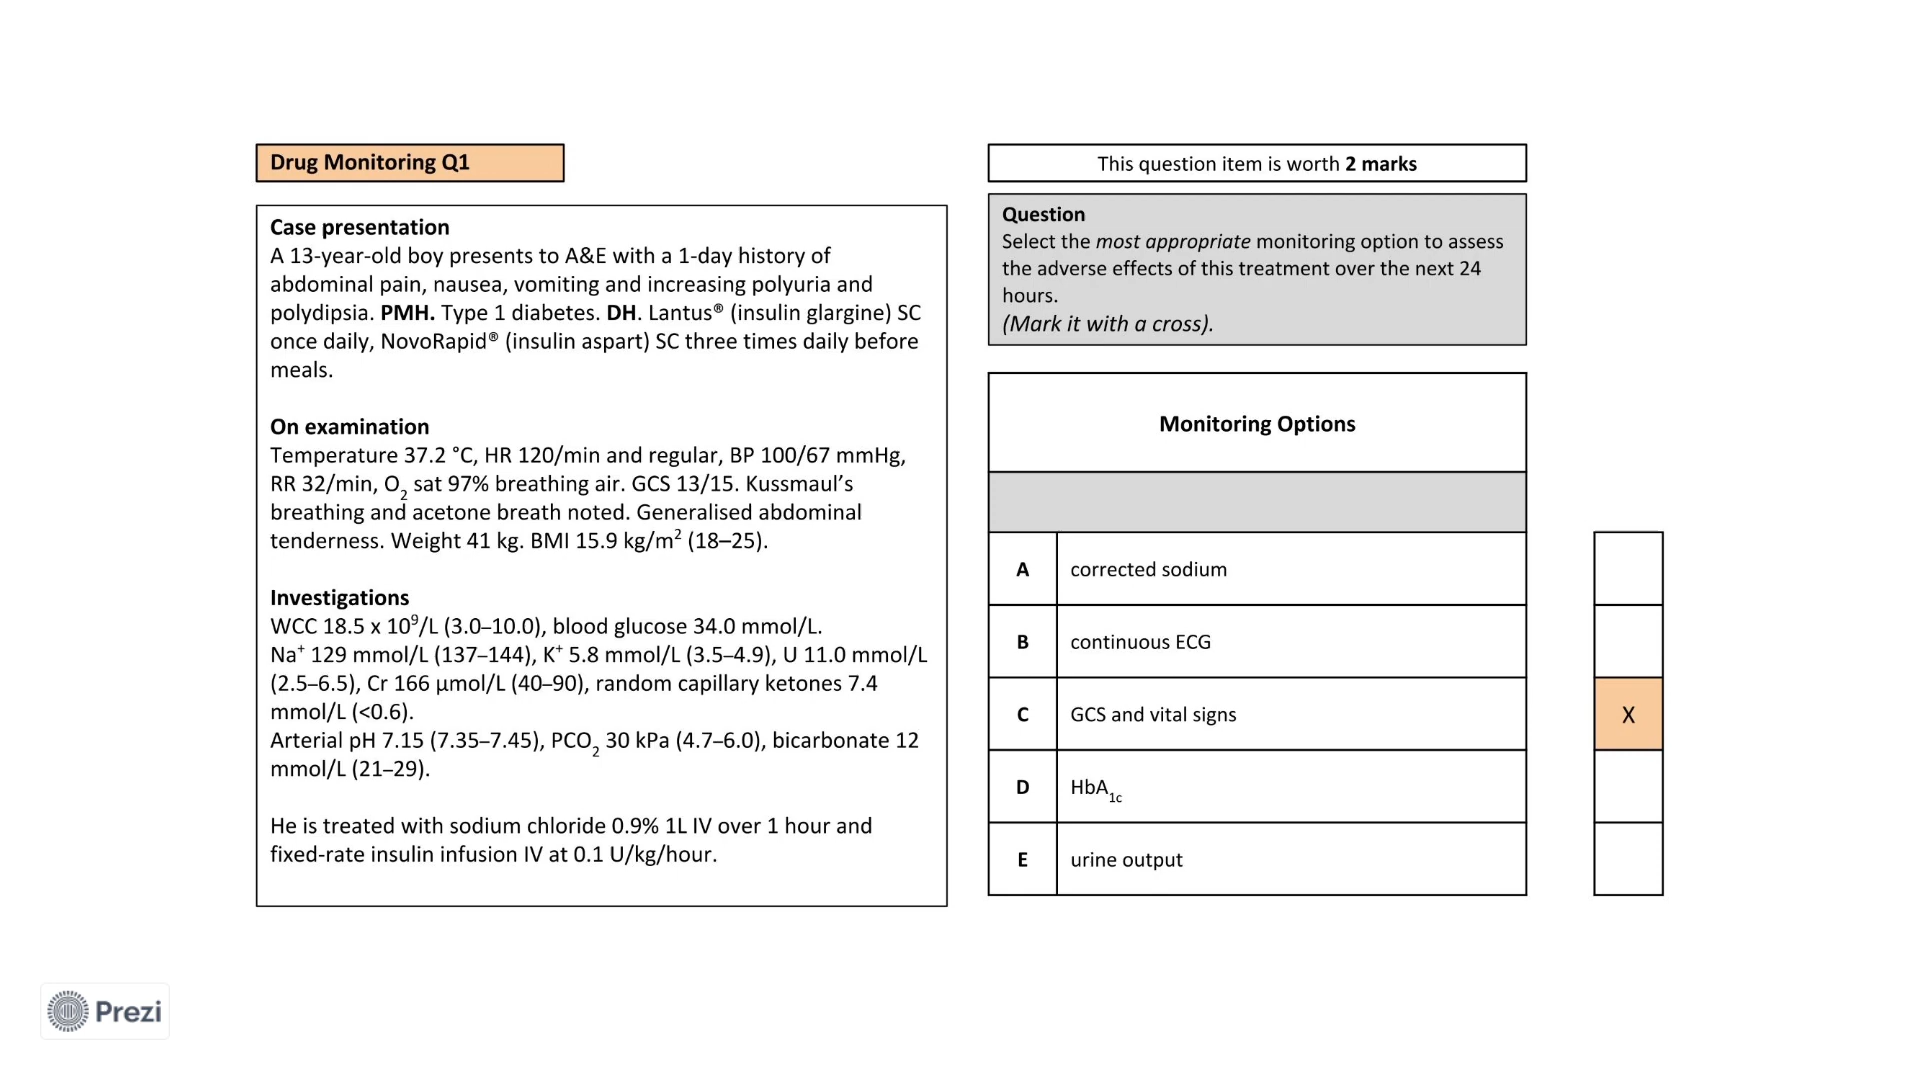 Drug Monitoring Q1
Case presentation
A 13-year-old boy presents to A&E with a 1-day history of
abdominal pain, nausea, vomiting and increasing polyuria and
polydipsia. PMH. Type 1 diabetes. DH. Lantus® (insulin glargine) SC
once daily, NovoRapid® (insulin aspart) SC three times daily before
meals.
On examination
Temperature 37.2 °C, HR 120/min and regular, BP 100/67 mmHg,
RR 32/min, O₂ sat 97% breathing air. GCS 13/15. Kussmaul’s
breathing and acetone breath noted. Generalised abdominal
tenderness. Weight 41 kg. BMI 15.9 kg/m² (18–25).
Investigations
WCC 18.5 x 10⁹/L (3.0–10.0), blood glucose 34.0 mmol/L.
Na⁺ 129 mmol/L (137–144), K⁺ 5.8 mmol/L (3.5–4.9), U 11.0 mmol/L
(2.5–6.5), Cr 166 µmol/L (40–90), random capillary ketones 7.4
mmol/L (<0.6).
Arterial pH 7.15 (7.35–7.45), PCO₂ 30 kPa (4.7–6.0), bicarbonate 12
mmol/L (21–29).
He is treated with sodium chloride 0.9% 1L IV over 1 hour and
fixed-rate insulin infusion IV at 0.1 U/kg/hour.
This question item is worth 2 marks
Question
Select the most appropriate monitoring option to assess
the adverse effects of this treatment over the next 24
hours.
(Mark it with a cross).
Monitoring Options
A corrected sodium
B continuous ECG
C GCS and vital signs X
D HbA₁c
E urine output
Prezi